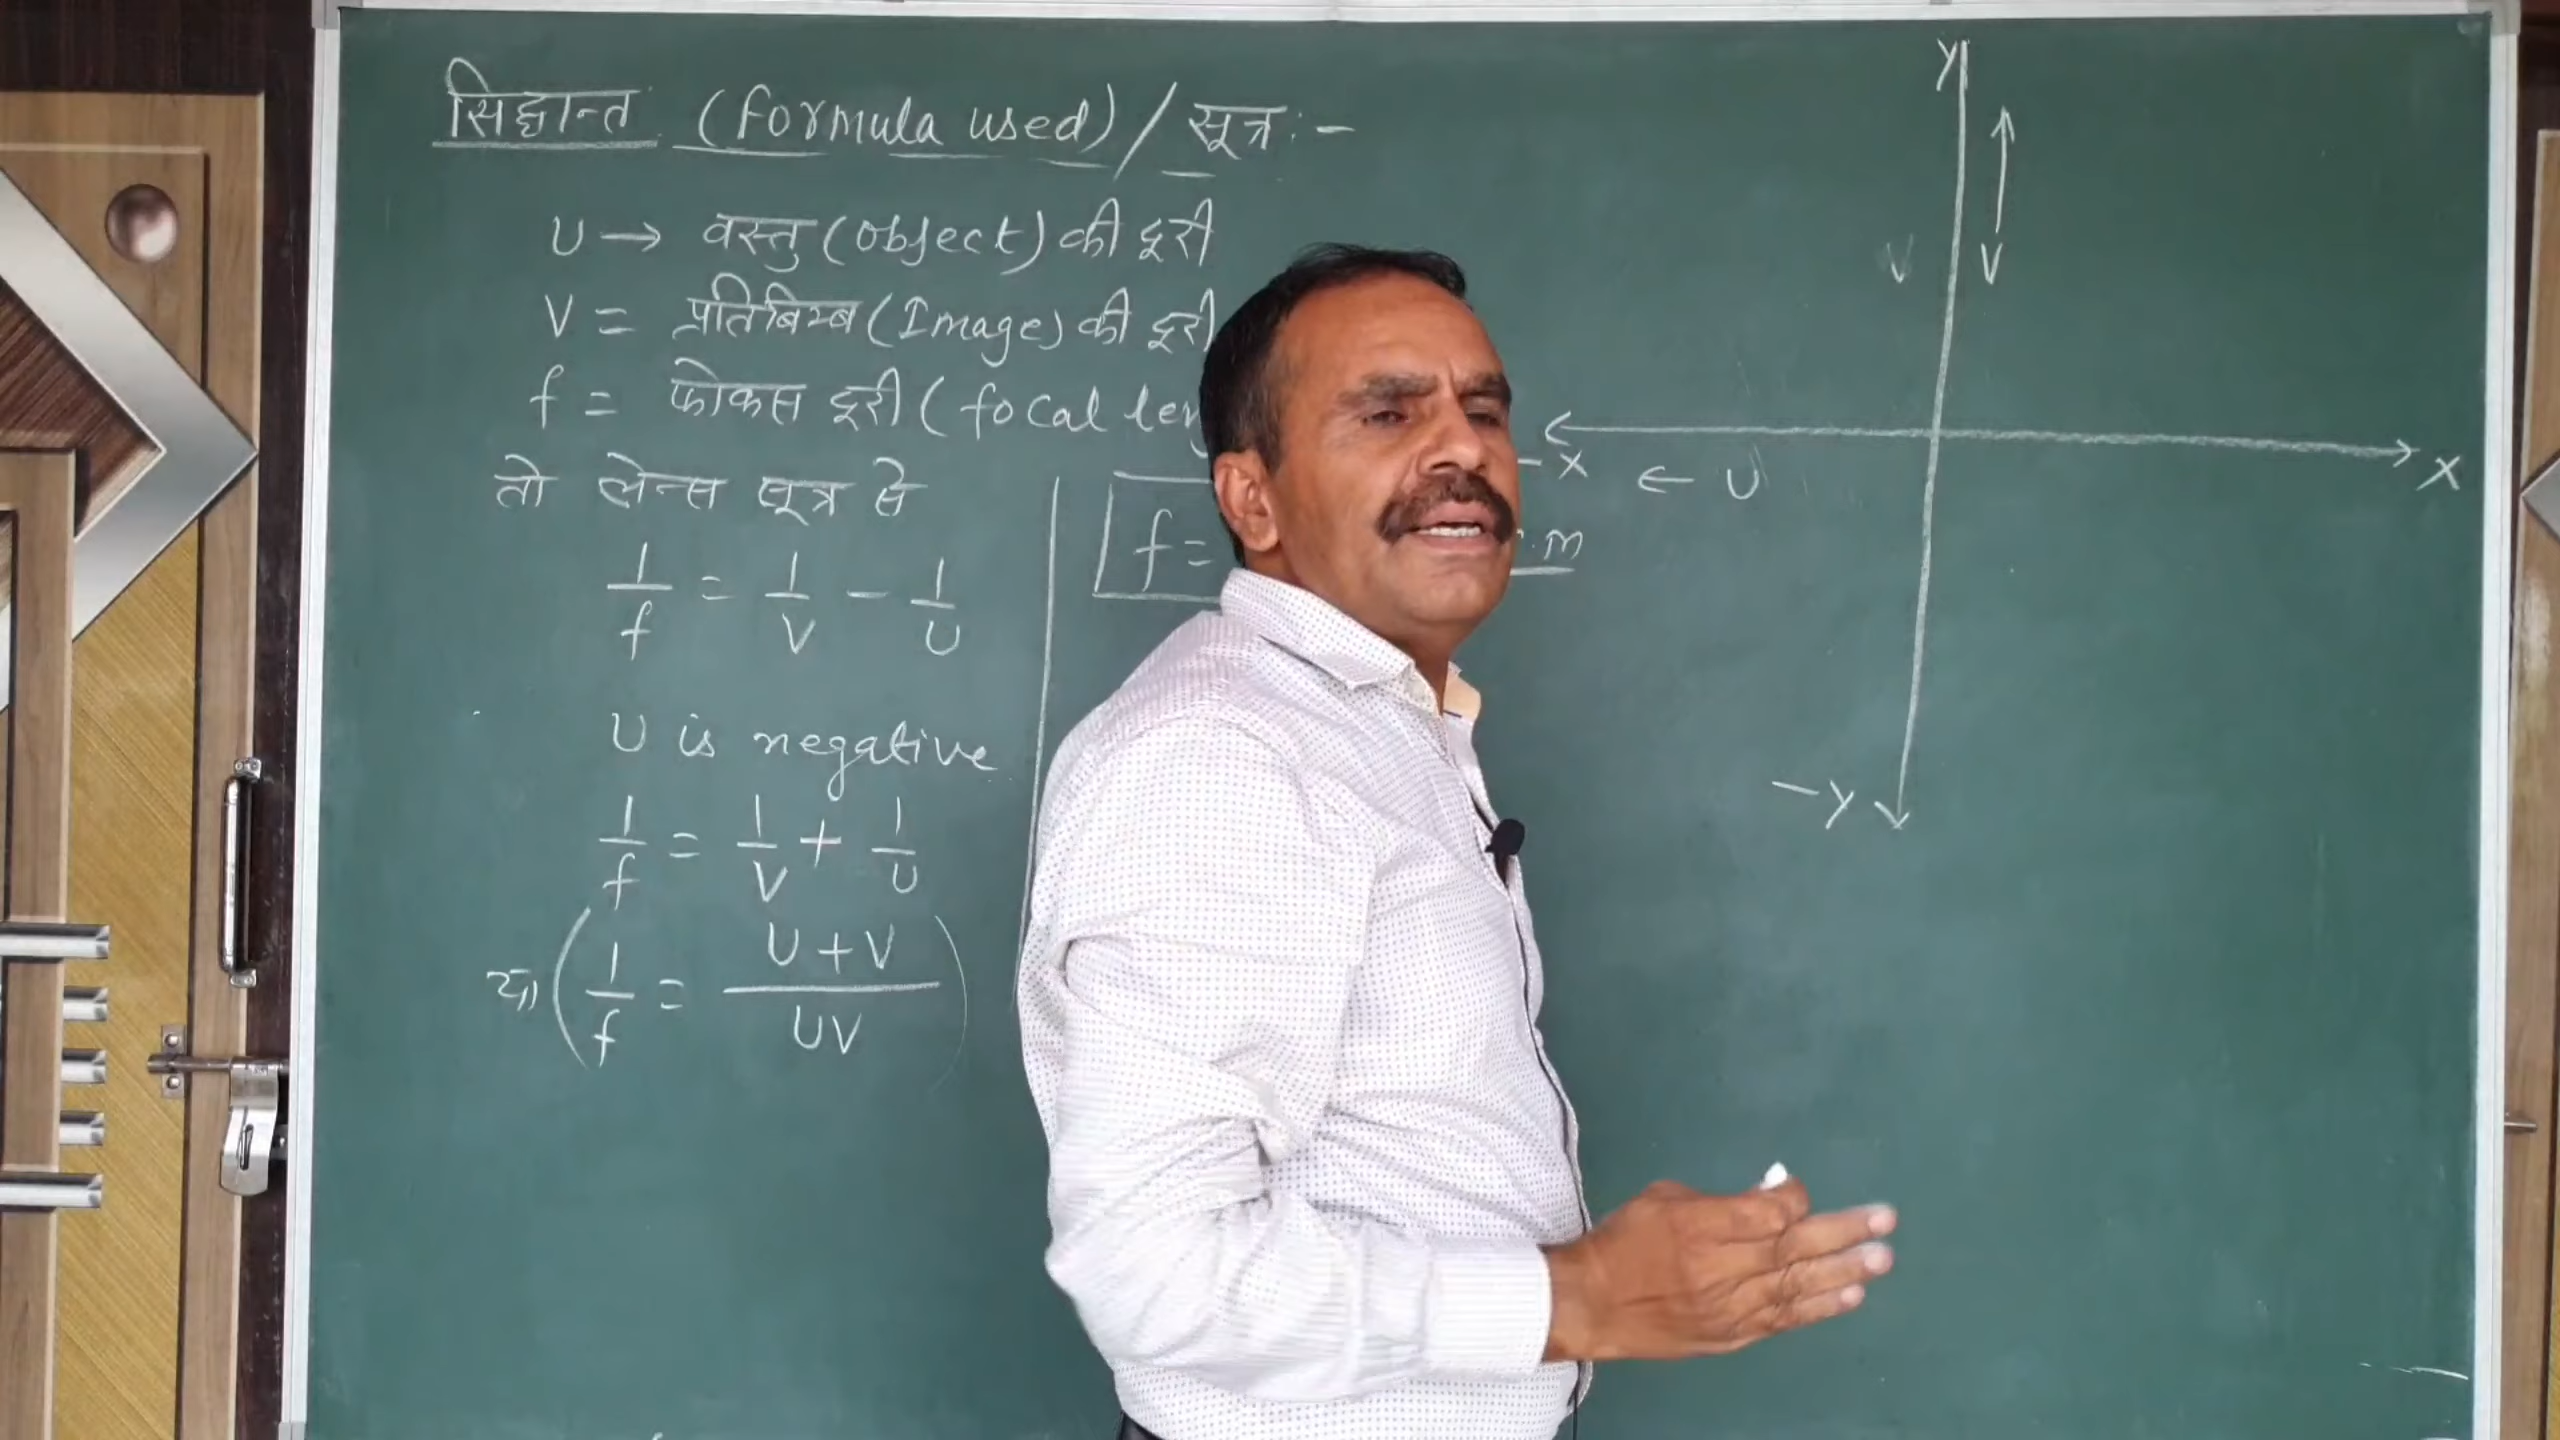 सिद्धान्त (formula used) / सूत्र :-
U → वस्तु (object) की दूरी
V = प्रतिबिम्ब (Image) की दूरी
f = फोकस दूरी ( focal
तो लेन्स सूत्र से
1/f = 1/V - 1/U
U is negative
1/f = 1/V + 1/U
या ( 1/f = U + V / UV )
f =
Y
V
V
- X
← U
X
- Y